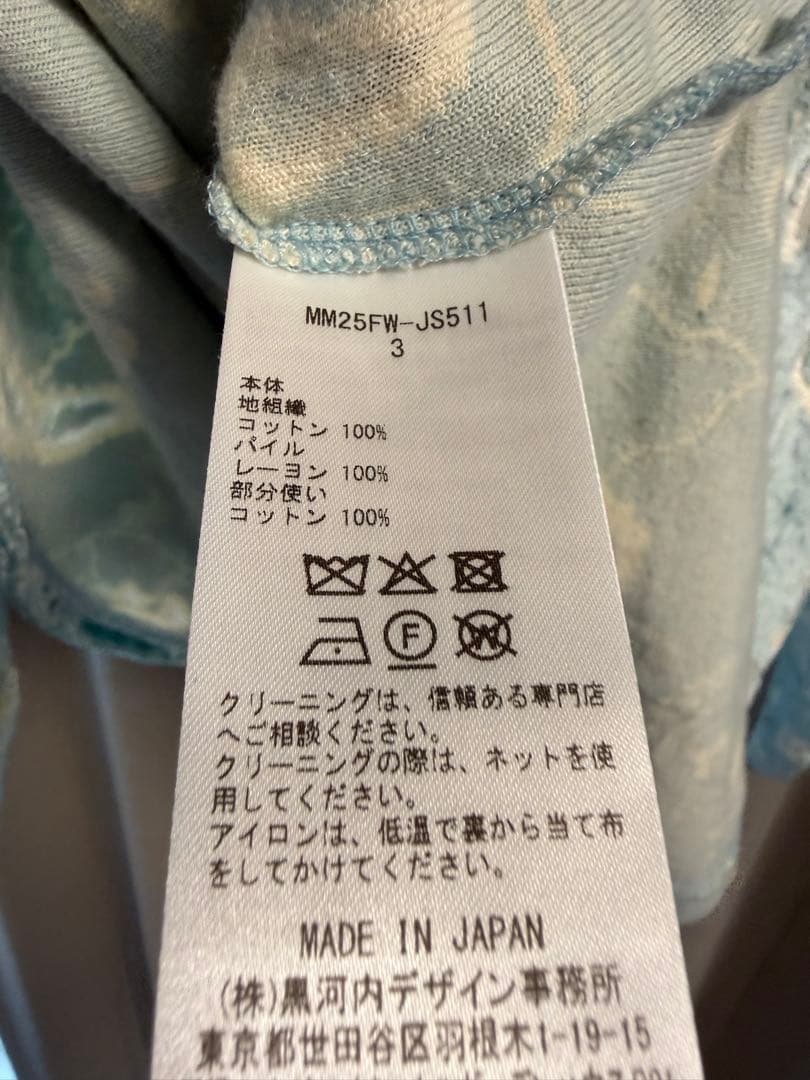 MM25FW-JS511
3
本体
地組織
コットン 100%
パイル
レーヨン 100%
部分使い
コットン 100%
F
W
クリーニングは、信頼ある専門店
へご相談ください。
クリーニングの際は、ネットを使
用してください。
アイロンは、低温で裏から当て布
をしてかけてください。
MADE IN JAPAN
(株)黒河内デザイン事務所
東京都世田谷区羽根木1-19-15